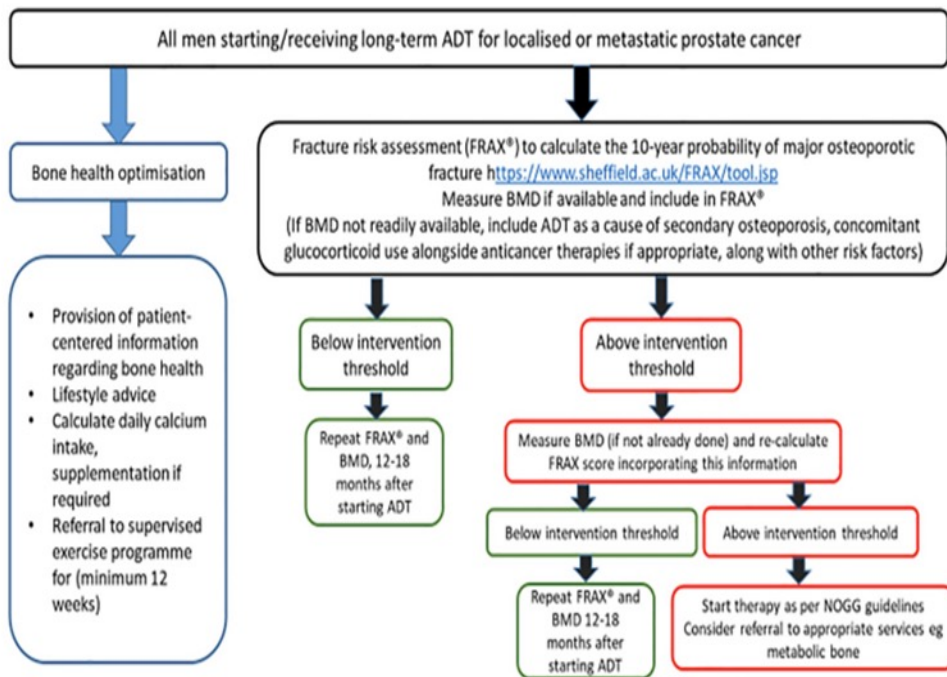 All men starting/receiving long-term ADT for localised or metastatic prostate cancer
Bone health optimisation
• Provision of patient-
centered information
regarding bone health
• Lifestyle advice
• Calculate daily calcium
intake,
supplementation if
required
• Referral to supervised
exercise programme
for (minimum 12
weeks)
Fracture risk assessment (FRAX®) to calculate the 10-year probability of major osteoporotic
fracture https://www.sheffield.ac.uk/FRAX/tool.jsp
Measure BMD if available and include in FRAX®
(If BMD not readily available, include ADT as a cause of secondary osteoporosis, concomitant
glucocorticoid use alongside anticancer therapies if appropriate, along with other risk factors)
Below intervention
threshold
Repeat FRAX® and
BMD, 12-18
months after
starting ADT
Above intervention
threshold
Measure BMD (if not already done) and re-calculate
FRAX score incorporating this information
Below intervention threshold
Repeat FRAX® and
BMD 12-18
months after
starting ADT
Above intervention threshold
Start therapy as per NOGG guidelines
Consider referral to appropriate services eg
metabolic bone